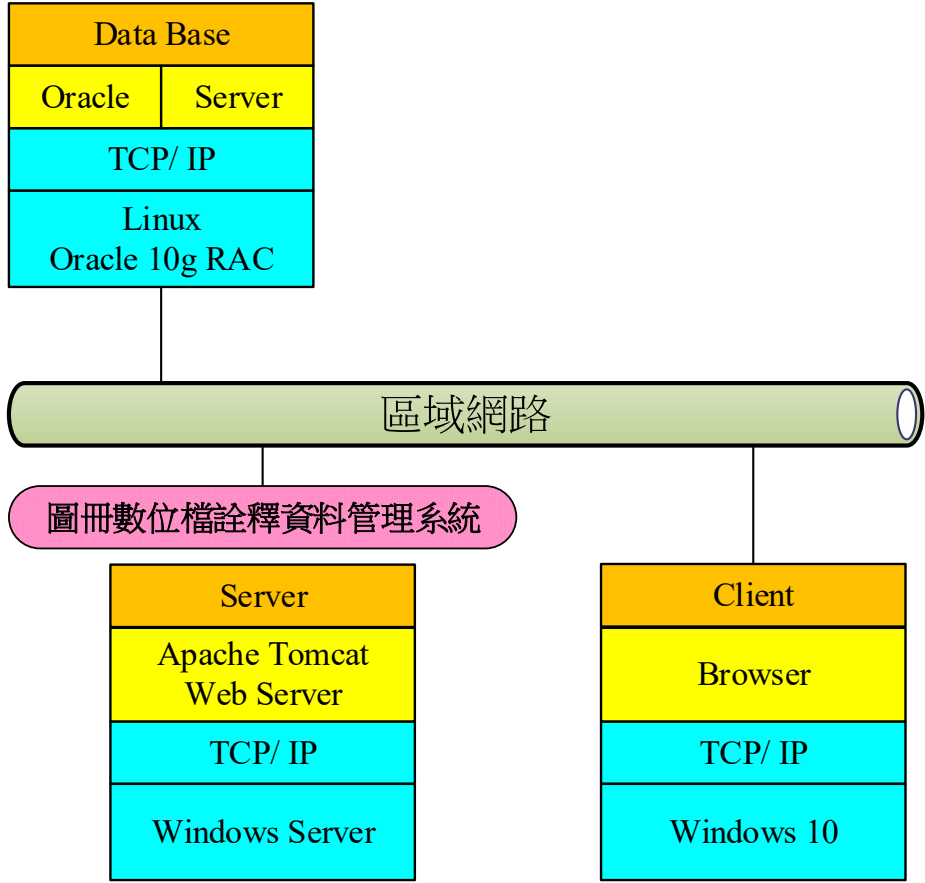 Data Base
Oracle
Server
TCP/ IP
Linux
Oracle 10g RAC
區域網路
圖冊數位檔詮釋資料管理系統
Server
Apache Tomcat
Web Server
TCP/ IP
Windows Server
Client
Browser
TCP/ IP
Windows 10